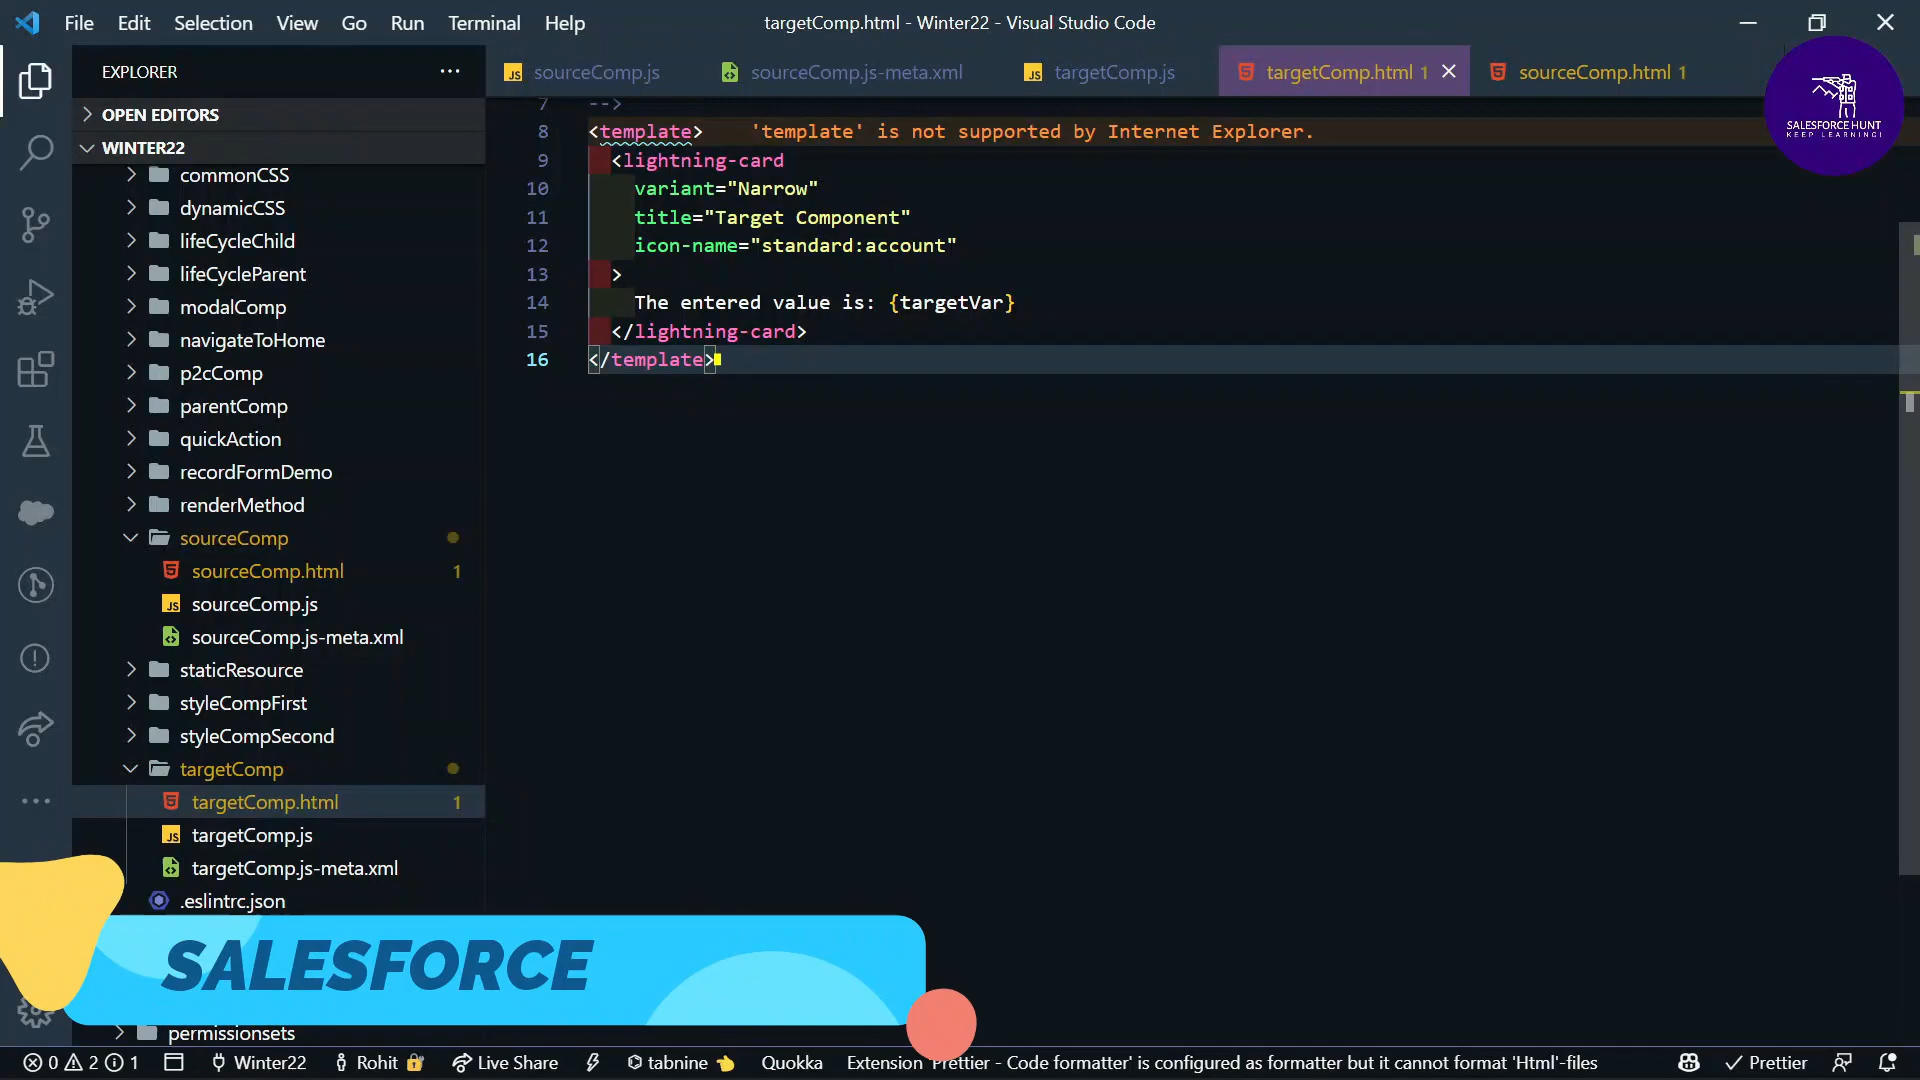 File Edit Selection View Go Run Terminal Help
targetComp.html - Winter22 - Visual Studio Code
EXPLORER
sourceComp.js
sourceComp.js-meta.xml
targetComp.js
targetComp.html 1
sourceComp.html 1
SALESFORCE HUNT
KEEP LEARNING!
OPEN EDITORS
WINTER22
commonCSS
dynamicCSS
lifeCycleChild
lifeCycleParent
modalComp
navigateToHome
p2cComp
parentComp
quickAction
recordFormDemo
renderMethod
sourceComp
sourceComp.html 1
sourceComp.js
sourceComp.js-meta.xml
staticResource
styleCompFirst
styleCompSecond
targetComp
targetComp.html 1
targetComp.js
targetComp.js-meta.xml
.eslintrc.json
permissionsets
7 -->
8 <template> 'template' is not supported by Internet Explorer.
9 <lightning-card
10 variant="Narrow"
11 title="Target Component"
12 icon-name="standard:account"
13 >
14 The entered value is: {targetVar}
15 </lightning-card>
16 </template>
SALESFORCE
0 2 1 Winter22 Rohit Live Share tabnine Quokka Extension 'Prettier - Code formatter' is configured as formatter but it cannot format 'Html'-files Prettier